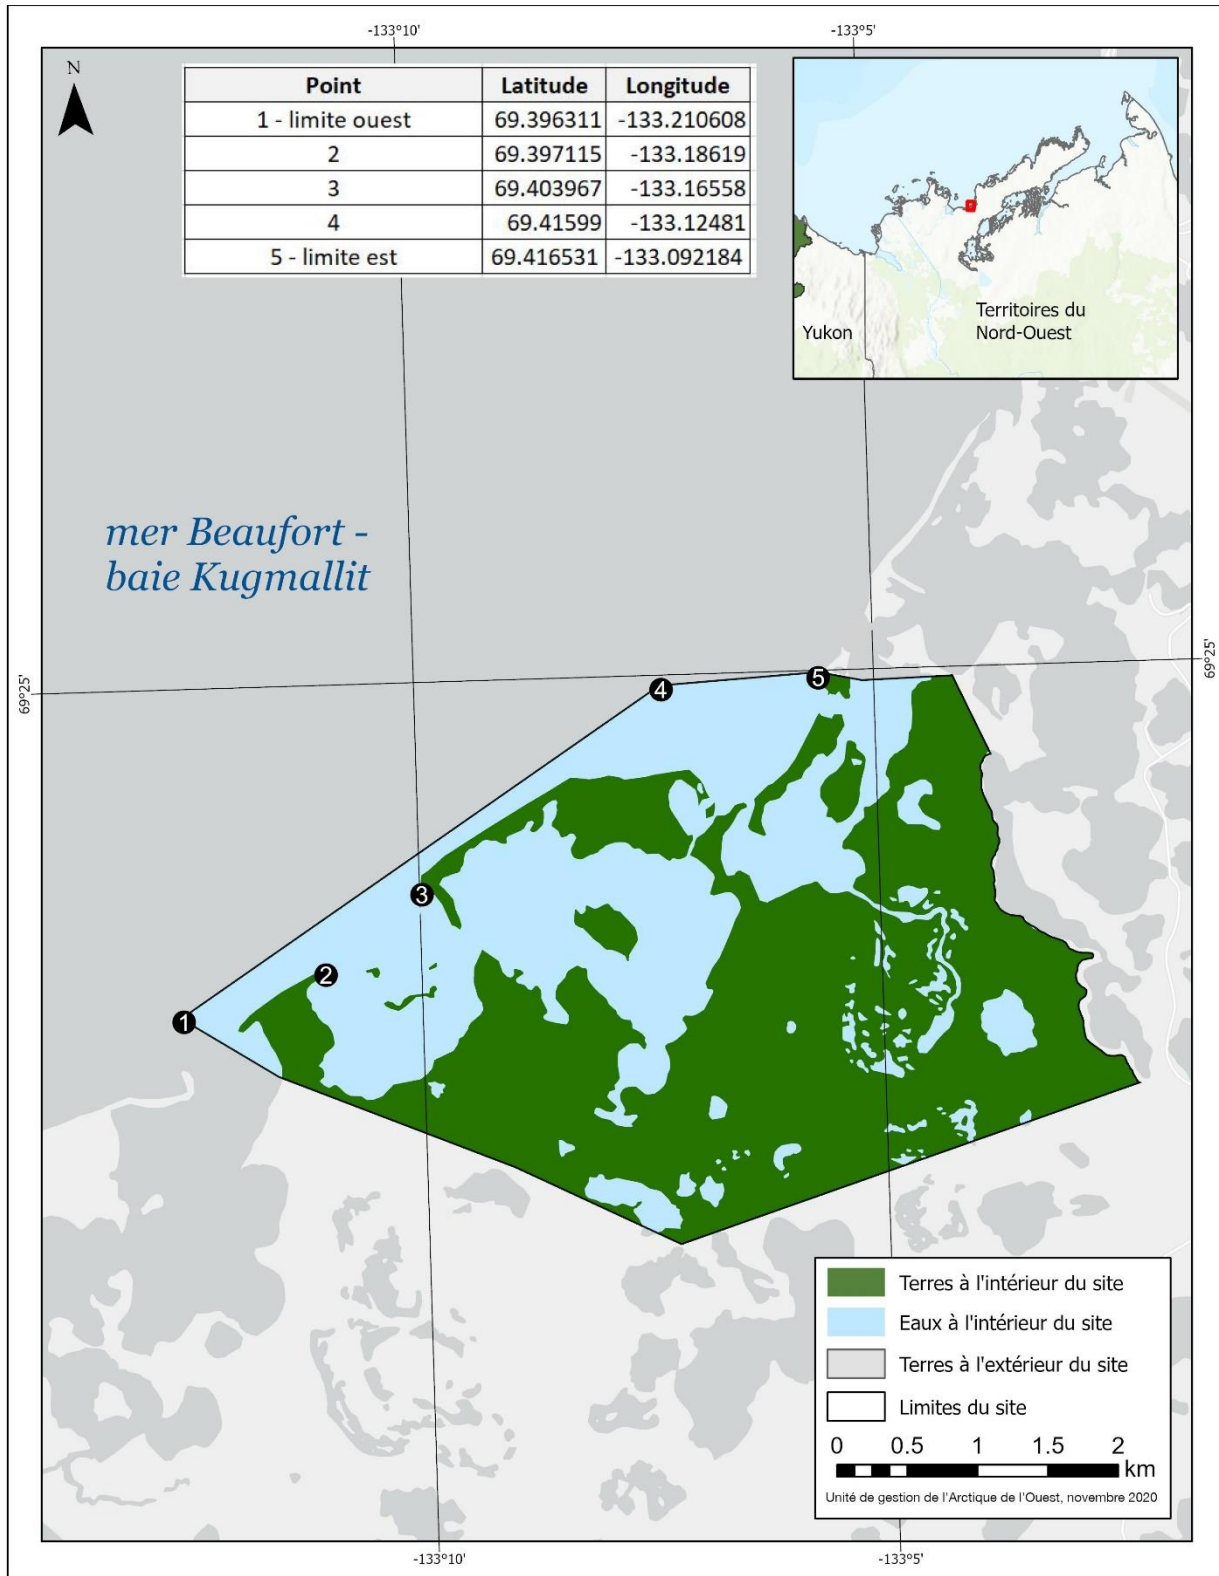 -133°10' -133°5'
N
Point Latitude Longitude
1 - limite ouest 69.396311 -133.210608
2 69.397115 -133.18619
3 69.403967 -133.16558
4 69.41599 -133.12481
5 - limite est 69.416531 -133.092184
Yukon
Territoires du
Nord-Ouest
mer Beaufort -
baie Kugmallit
69°25'
69°25'
4
5
3
2
1
Terres à l'intérieur du site
Eaux à l'intérieur du site
Terres à l'extérieur du site
Limites du site
0 0.5 1 1.5 2
km
Unité de gestion de l'Arctique de l'Ouest, novembre 2020
-133°10' -133°5'